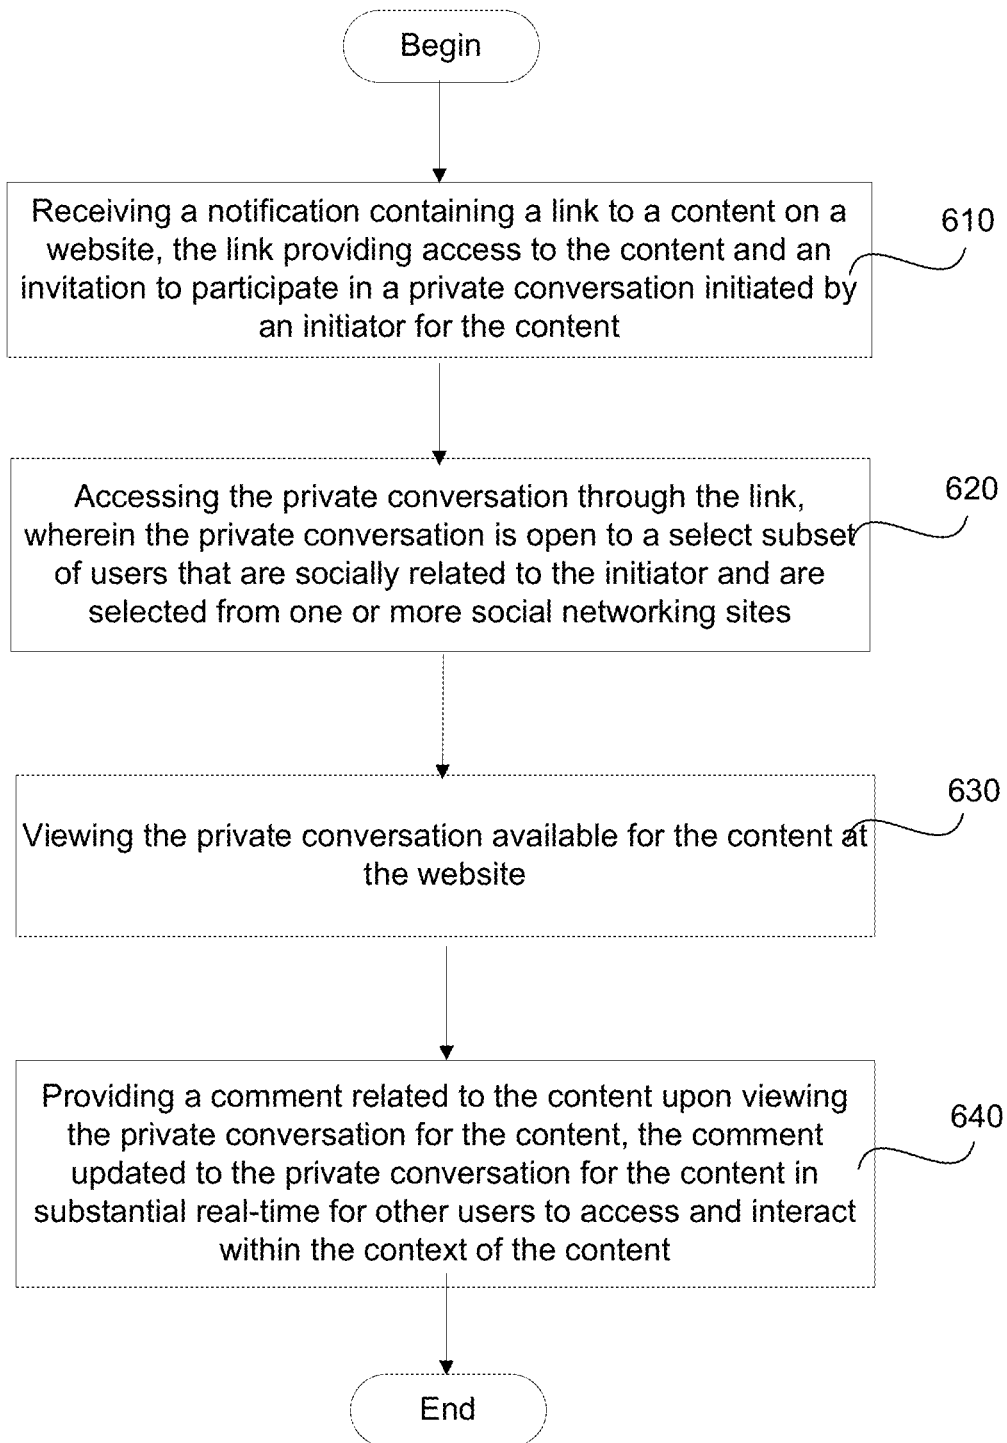 Begin
Receiving a notification containing a link to a content on a
website, the link providing access to the content and an
invitation to participate in a private conversation initiated by
an initiator for the content
610
Accessing the private conversation through the link,
wherein the private conversation is open to a select subset
of users that are socially related to the initiator and are
selected from one or more social networking sites
620
Viewing the private conversation available for the content at
the website
630
Providing a comment related to the content upon viewing
the private conversation for the content, the comment
updated to the private conversation for the content in
substantial real-time for other users to access and interact
within the context of the content
640
End